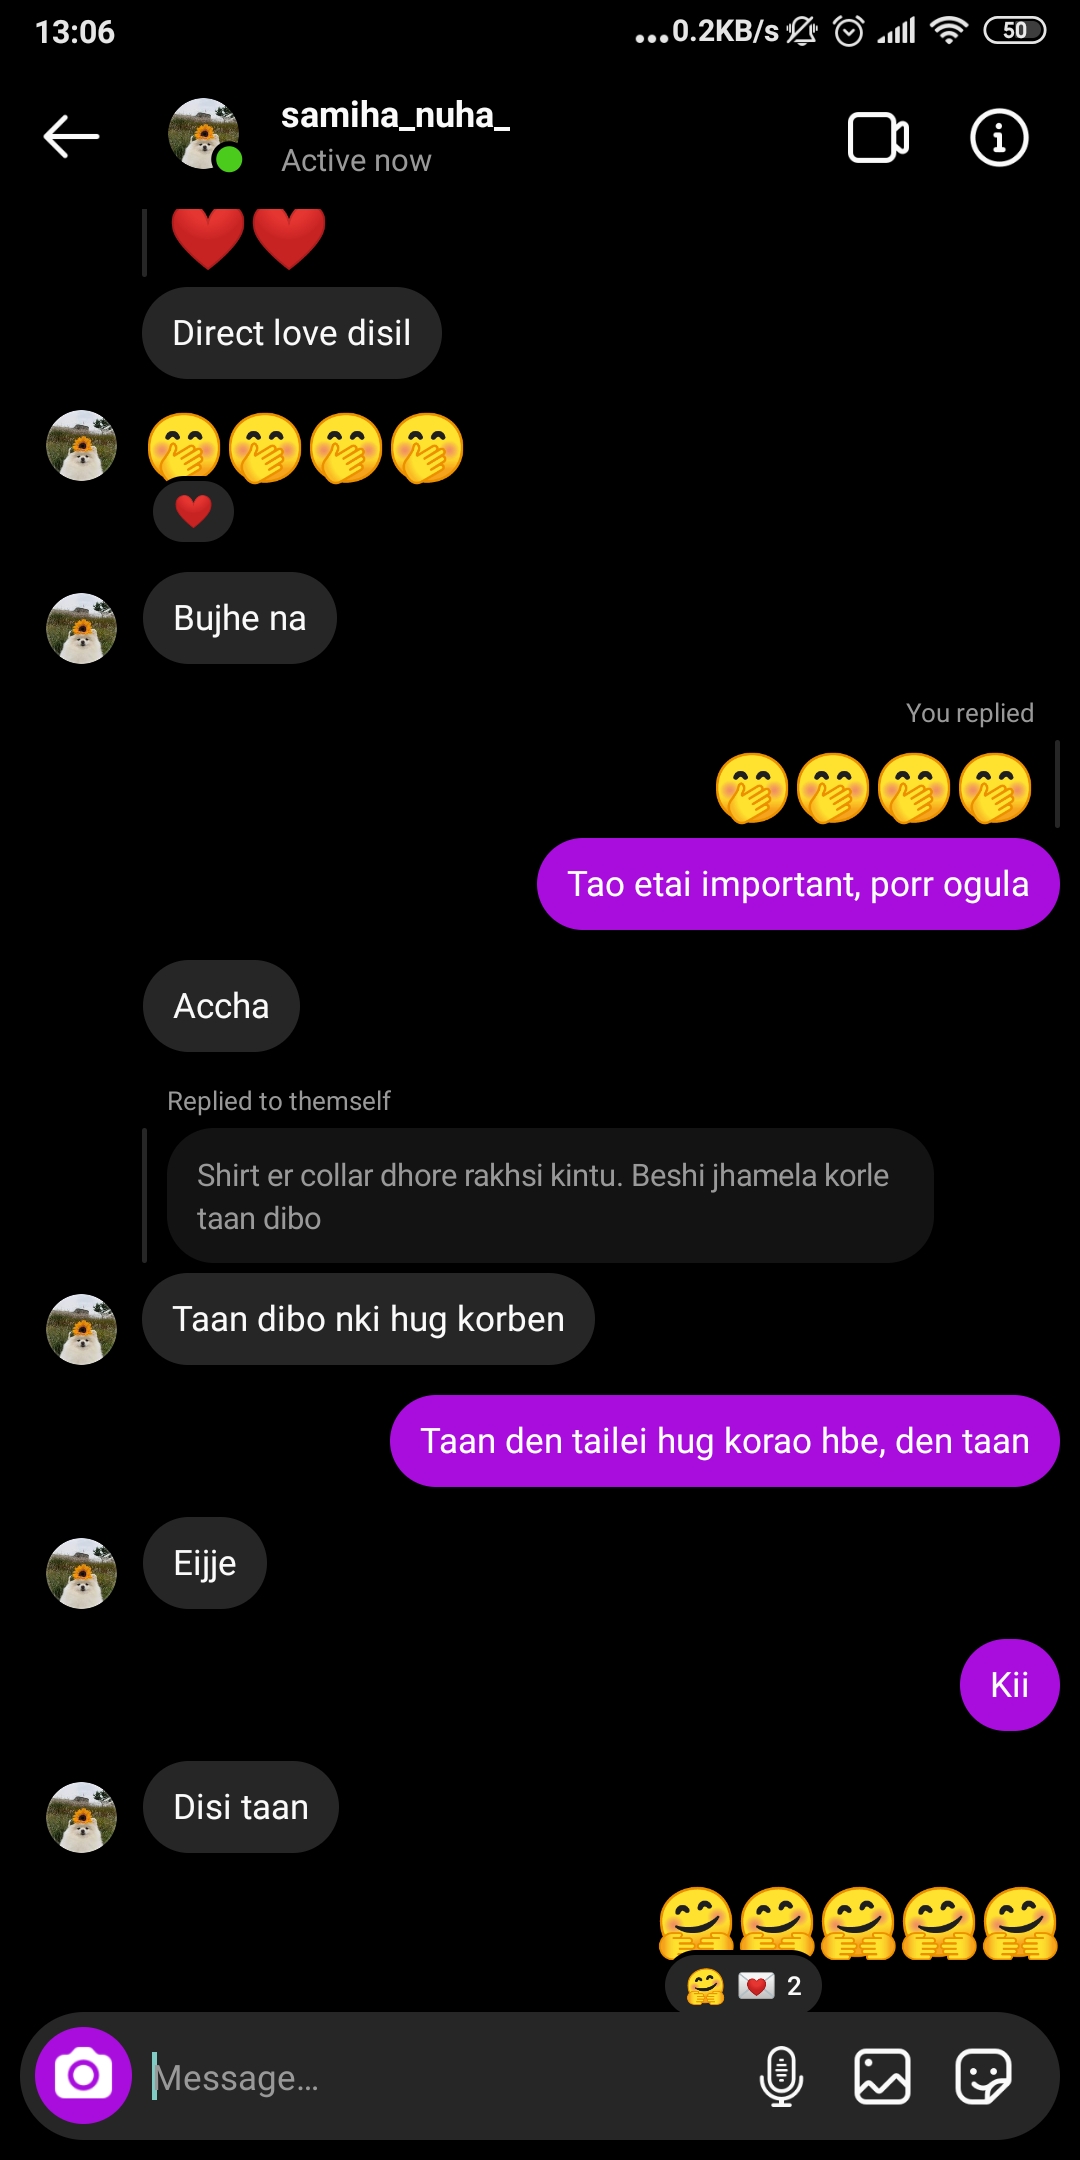 13:06
...0.2KB/s
50
samiha_nuha_
Active now
❤️❤️
Direct love disil
🤭🤭🤭🤭
❤️
Bujhe na
You replied
🤭🤭🤭🤭
Tao etai important, porr ogula
Accha
Replied to themself
Shirt er collar dhore rakhsi kintu. Beshi jhamela korle
taan dibo
Taan dibo nki hug korben
Taan den tailei hug korao hbe, den taan
Eijje
Kii
Disi taan
🤗🤗🤗🤗🤗
🤗 💌 2
Message...